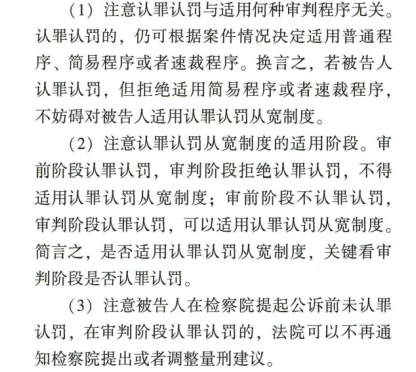 （1）注意认罪认罚与适用何种审判程序无关。
认罪认罚的，仍可根据案件情况决定适用普通程
序、简易程序或者速裁程序。换言之，若被告人
认罪认罚，但拒绝适用简易程序或者速裁程序，
不妨碍对被告人适用认罪认罚从宽制度。
（2）注意认罪认罚从宽制度的适用阶段。审
前阶段认罪认罚，审判阶段拒绝认罪认罚，不得
适用认罪认罚从宽制度；审前阶段不认罪认罚，
审判阶段认罪认罚，可以适用认罪认罚从宽制度。
简言之，是否适用认罪认罚从宽制度，关键看审
判阶段是否认罪认罚。
（3）注意被告人在检察院提起公诉前未认罪
认罚，在审判阶段认罪认罚的，法院可以不再通
知检察院提出或者调整量刑建议。